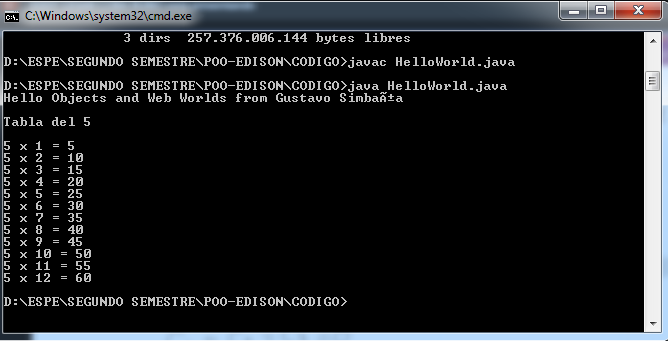 C:\Windows\system32\cmd.exe
3 dirs 257.376.006.144 bytes libres
D:\ESPE\SEGUNDO SEMESTRE\POO-EDISON\CODIGO>javac HelloWorld.java
D:\ESPE\SEGUNDO SEMESTRE\POO-EDISON\CODIGO>java HelloWorld.java
Hello Objects and Web Worlds from Gustavo SimbaÃ±a
Tabla del 5
5 x 1 = 5
5 x 2 = 10
5 x 3 = 15
5 x 4 = 20
5 x 5 = 25
5 x 6 = 30
5 x 7 = 35
5 x 8 = 40
5 x 9 = 45
5 x 10 = 50
5 x 11 = 55
5 x 12 = 60
D:\ESPE\SEGUNDO SEMESTRE\POO-EDISON\CODIGO>